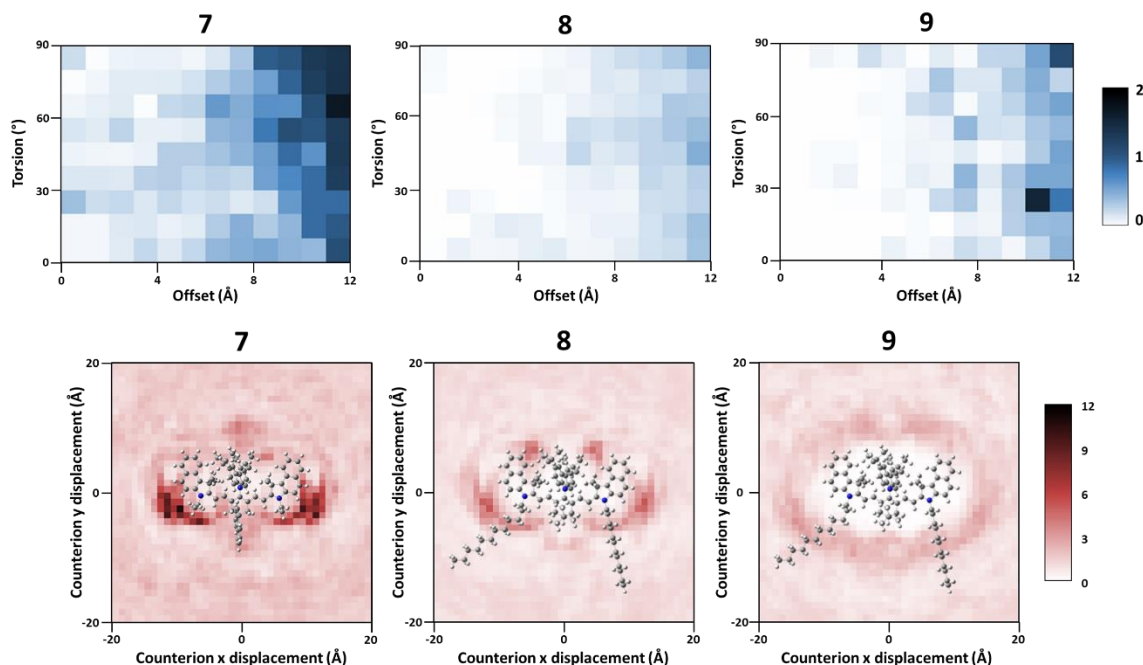 7 8 9
90 90 90
60 60 60
30 30 30
0 0 0
Torsion (°) Torsion (°) Torsion (°)
0 4 8 12 0 4 8 12 0 4 8 12
Offset (Å) Offset (Å) Offset (Å)
2
1
0
7 8 9
20 20 20
0 0 0
-20 -20 -20
Counterion y displacement (Å) Counterion y displacement (Å) Counterion y displacement (Å)
-20 0 20 -20 0 20 -20 0 20
Counterion x displacement (Å) Counterion x displacement (Å) Counterion x displacement (Å)
12
9
6
3
0